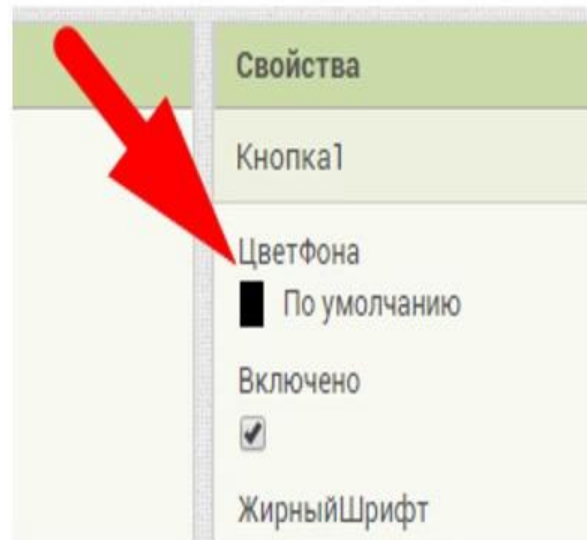 Свойства
Кнопка1
ЦветФона
По умолчанию
Включено
ЖирныйШрифт